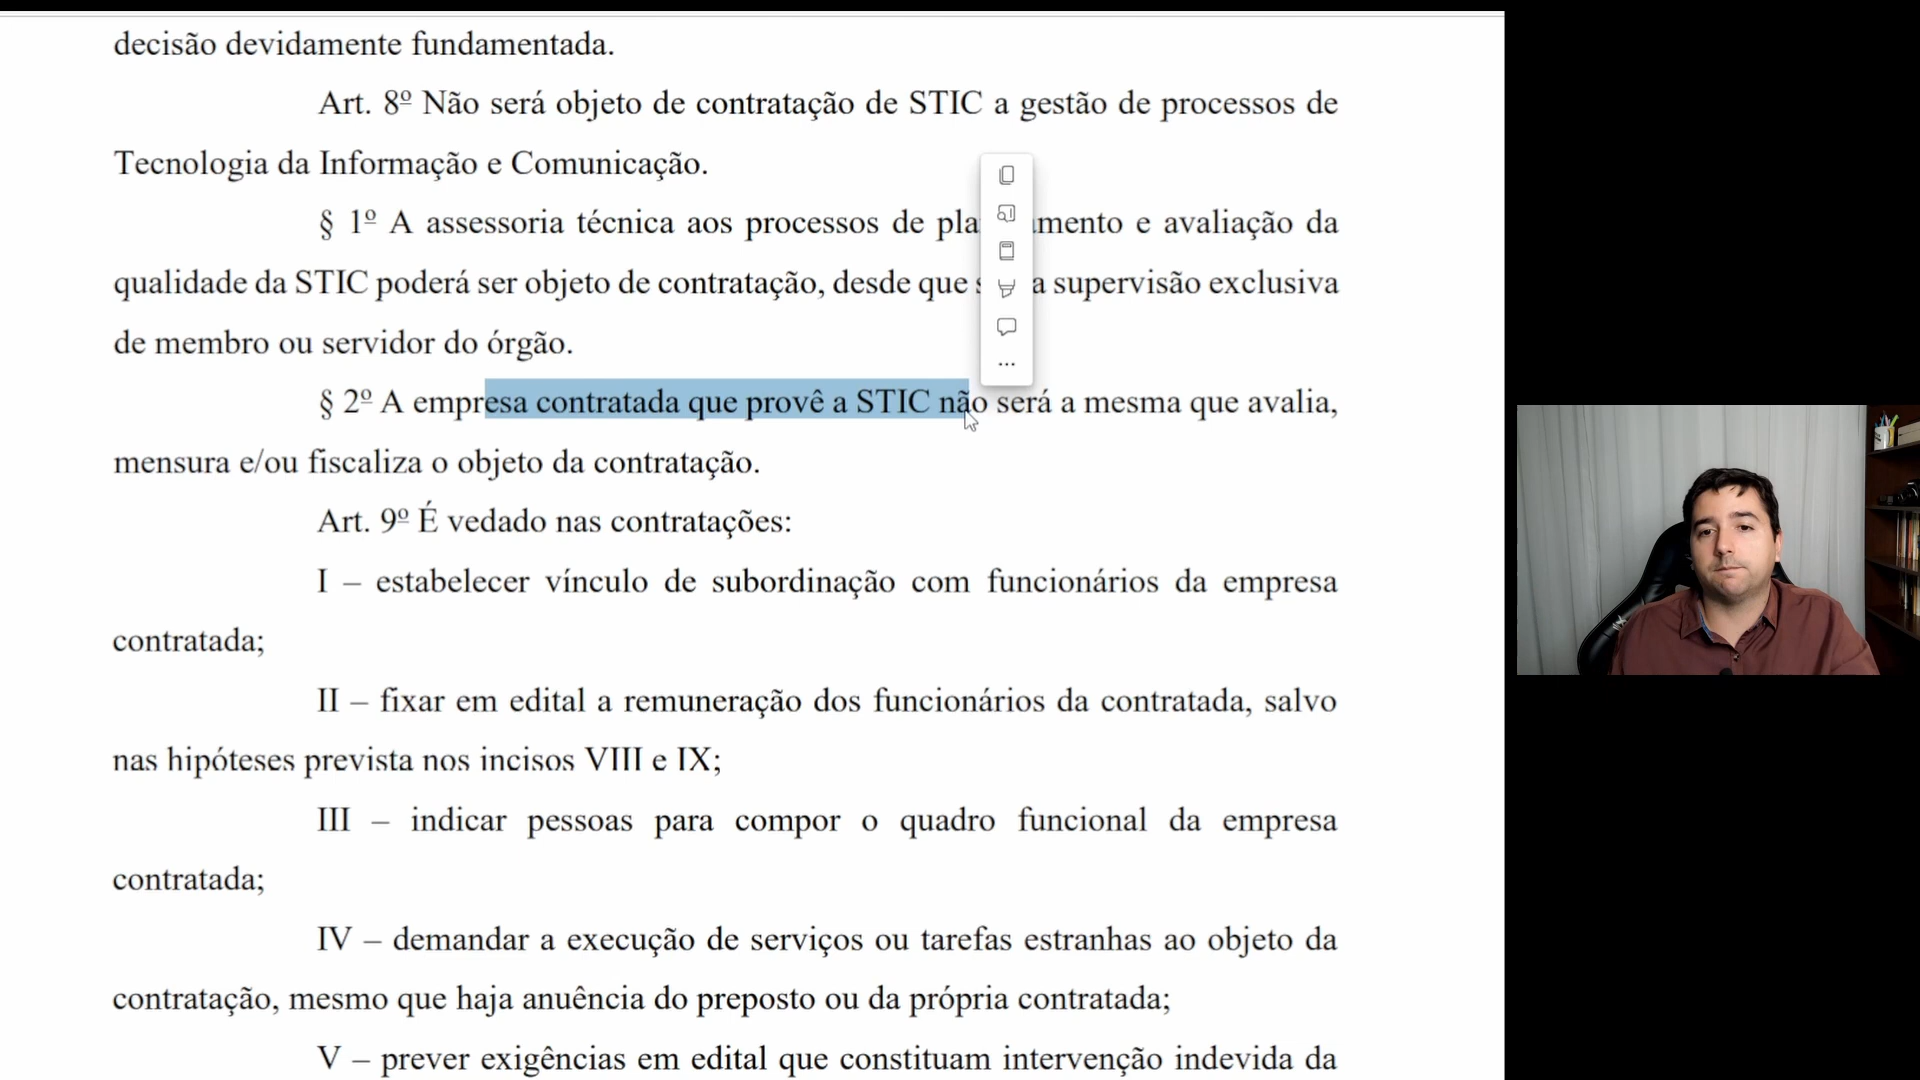 decisão devidamente fundamentada.
Art. 8º Não será objeto de contratação de STIC a gestão de processos de
Tecnologia da Informação e Comunicação.
§ 1º A assessoria técnica aos processos de pla amento e avaliação da
qualidade da STIC poderá ser objeto de contratação, desde que s a supervisão exclusiva
de membro ou servidor do órgão.
§ 2º A empresa contratada que provê a STIC não será a mesma que avalia,
mensura e/ou fiscaliza o objeto da contratação.
Art. 9º É vedado nas contratações:
I – estabelecer vínculo de subordinação com funcionários da empresa
contratada;
II – fixar em edital a remuneração dos funcionários da contratada, salvo
nas hipóteses prevista nos incisos VIII e IX;
III – indicar pessoas para compor o quadro funcional da empresa
contratada;
IV – demandar a execução de serviços ou tarefas estranhas ao objeto da
contratação, mesmo que haja anuência do preposto ou da própria contratada;
V – prever exigências em edital que constituam intervenção indevida da